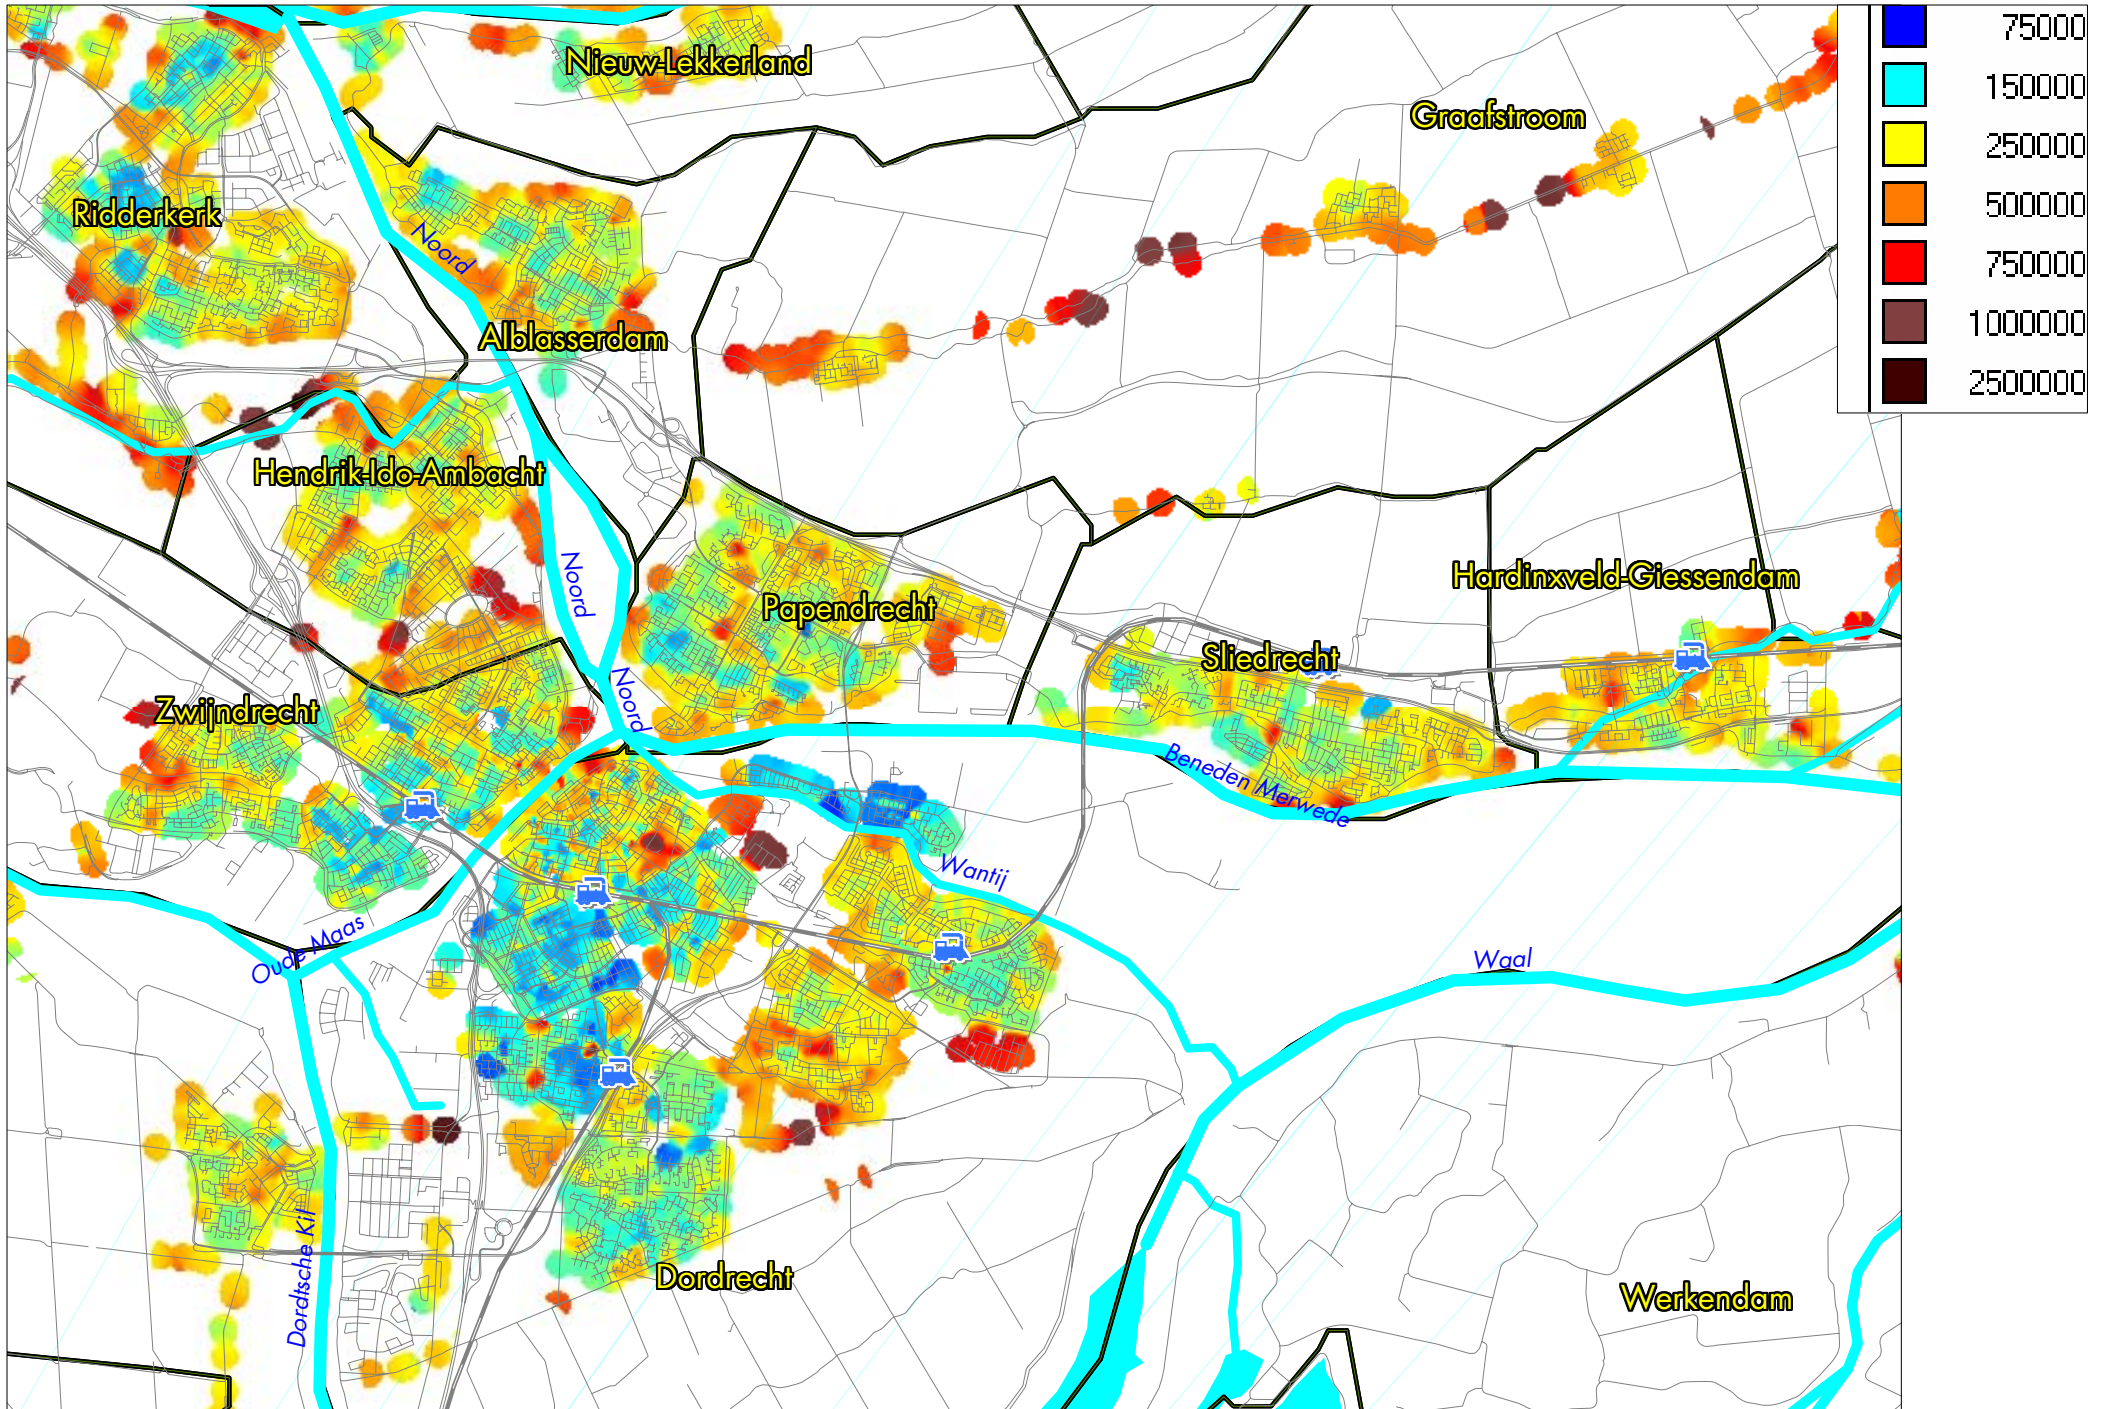 75000
Nieuw-Lekkerland
150000
Graafstroom
250000
500000
Ridderkerk
Noord
750000
1000000
Alblasserdam
2500000
Hendrik-Ido-Ambacht
Noord
Hardinxveld-Giessendam
Papendrecht
Sliedrecht
Noord
Zwijndrecht
Beneden Merwede
Wantij
Oude Maas
Waal
Dordtsche Kil
Dordrecht
Werkendam